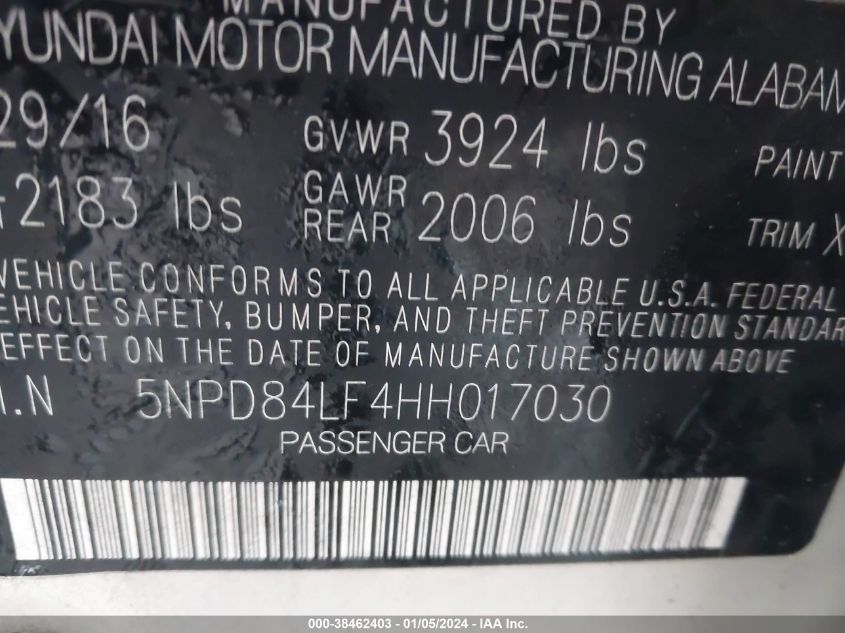 MANUFACTURED BY
YUNDAI MOTOR MANUFACTURING ALABAM
29/16 GVWR 3924 lbs PAINT
2183 lbs GAWR REAR 2006 lbs TRIM X
VEHICLE CONFORMS TO ALL APPLICABLE U.S.A. FEDERAL
EHICLE SAFETY, BUMPER, AND THEFT PREVENTION STANDAR
EFFECT ON THE DATE OF MANUFACTURE SHOWN ABOVE
I.N 5NPD84LF4HH017030
PASSENGER CAR
000-38462403 - 01/05/2024 - IAA Inc.